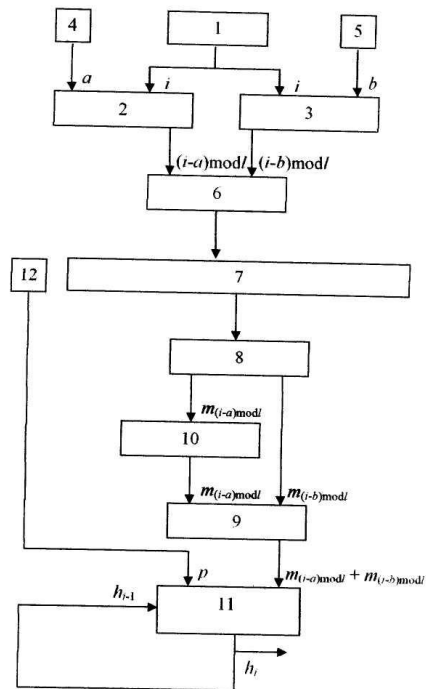 4 1 5
a i i b
2 3
(i-a)modl (i-b)modl
6
12 7
8
m(i-a)modl
10
m(i-a)modl m(i-b)modl
9
p m(i-a)modl + m(i-b)modl
hi-1 11
hi